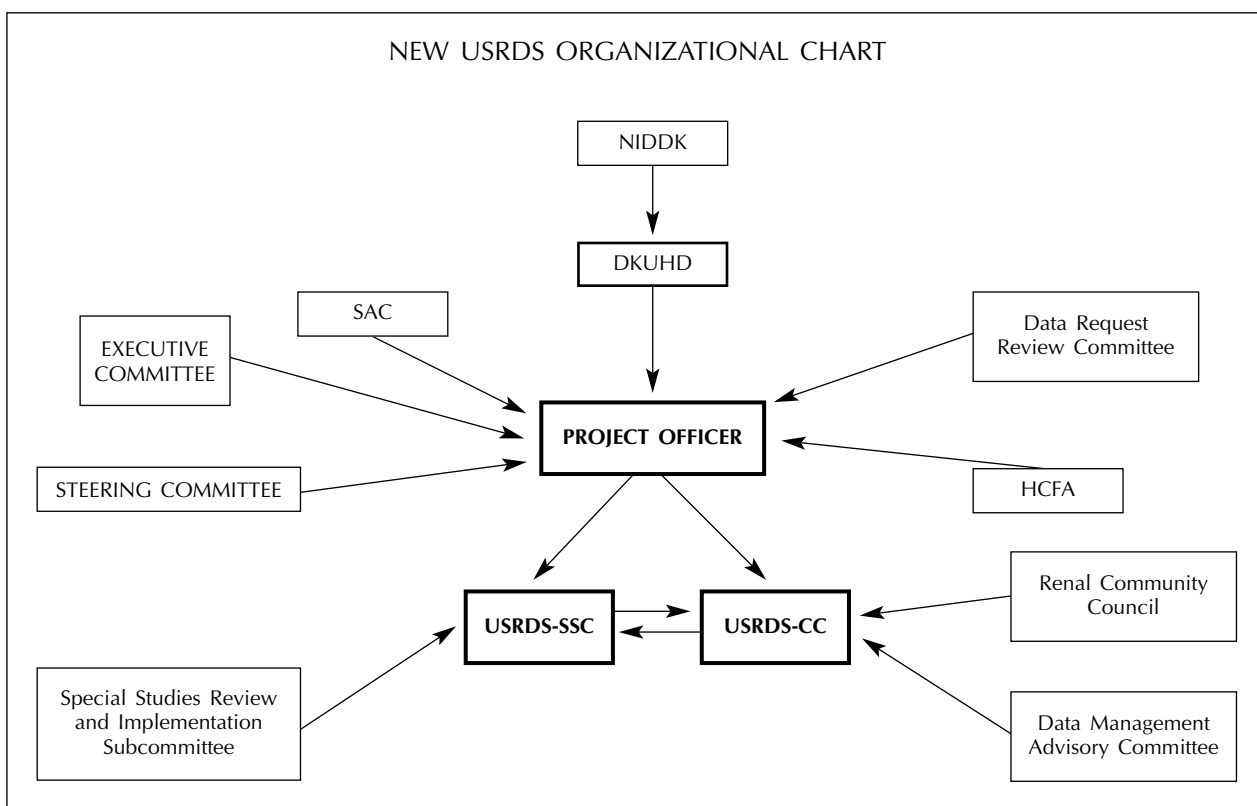 NEW USRDS ORGANIZATIONAL CHART
NIDDK
DKUHD
SAC
EXECUTIVE
COMMITTEE
Data Request
Review Committee
PROJECT OFFICER
STEERING COMMITTEE
HCFA
USRDS-SSC
USRDS-CC
Renal Community
Council
Special Studies Review
and Implementation
Subcommittee
Data Management
Advisory Committee